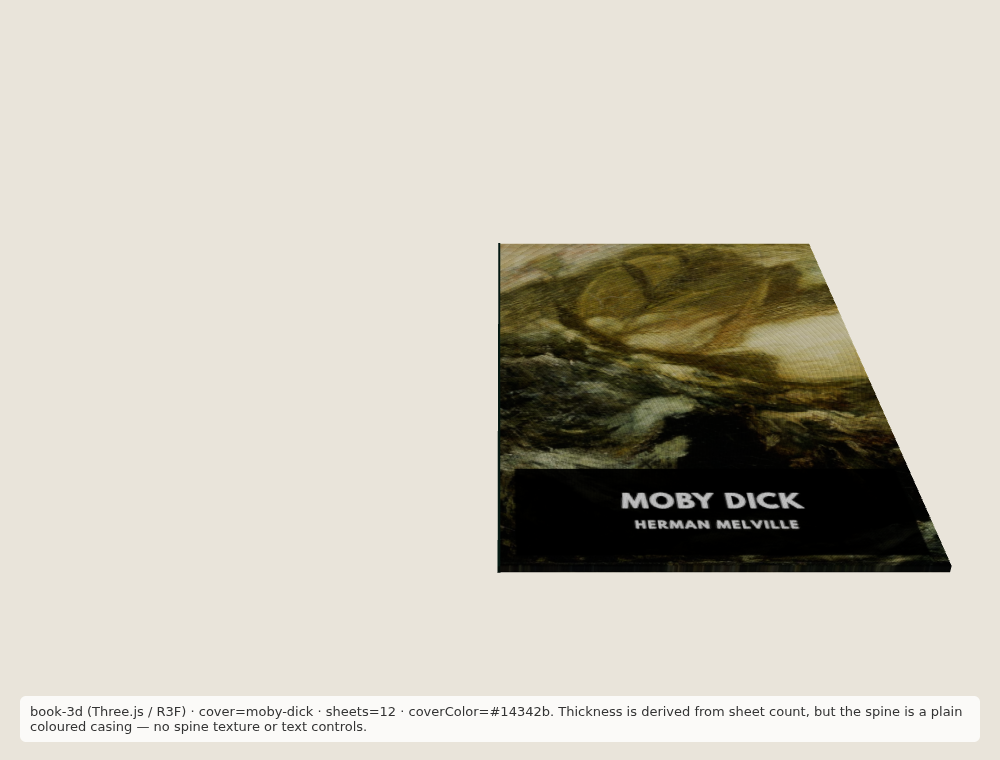 MOBY DICK
HERMAN MELVILLE
book-3d (Three.js / R3F) · cover=moby-dick · sheets=12 · coverColor=#14342b. Thickness is derived from sheet count, but the spine is a plain
coloured casing — no spine texture or text controls.